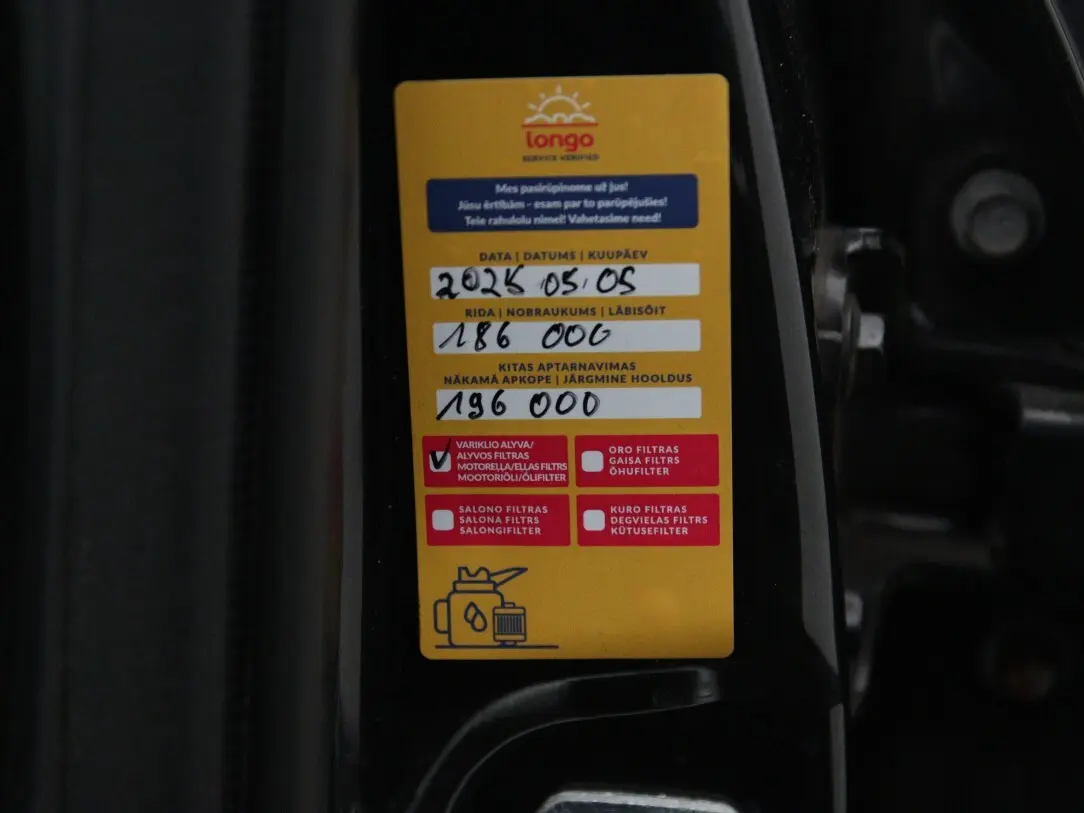 longo
SERVICE VERIFIED
Mes pasirūpinome už jus!
Jūsu ērtībām - esam par to parūpējušies!
Teie rahulolu nimel! Vahetasime need!
DATA | DATUMS | KUUPÄEV
2025 05.05
RIDA | NOBRAUKUMS | LÄBISÕIT
186 000
KITAS APTARNAVIMAS
NĀKAMĀ APKOPE | JÄRGMINE HOOLDUS
196 000
VARIKLIO ALYVA/
ALYVOS FILTRAS
MOTOREĻĻA/EĻĻAS FILTRS
MOOTORIÕLI/ÕLIFILTER
ORO FILTRAS
GAISA FILTRS
ÕHUFILTER
SALONO FILTRAS
SALONA FILTRS
SALONGIFILTER
KURO FILTRAS
DEGVIELAS FILTRS
KÜTUSEFILTER